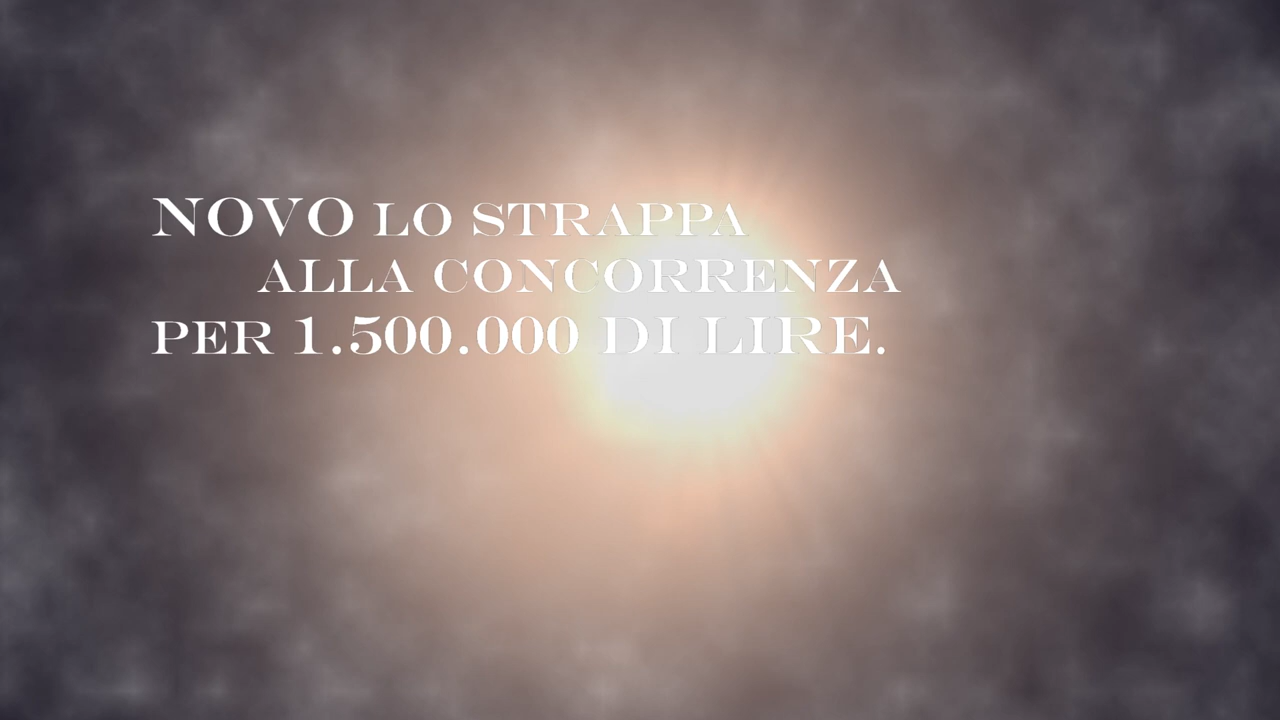 NOVO LO STRAPPA
ALLA CONCORRENZA
PER 1.500.000 DI LIRE.